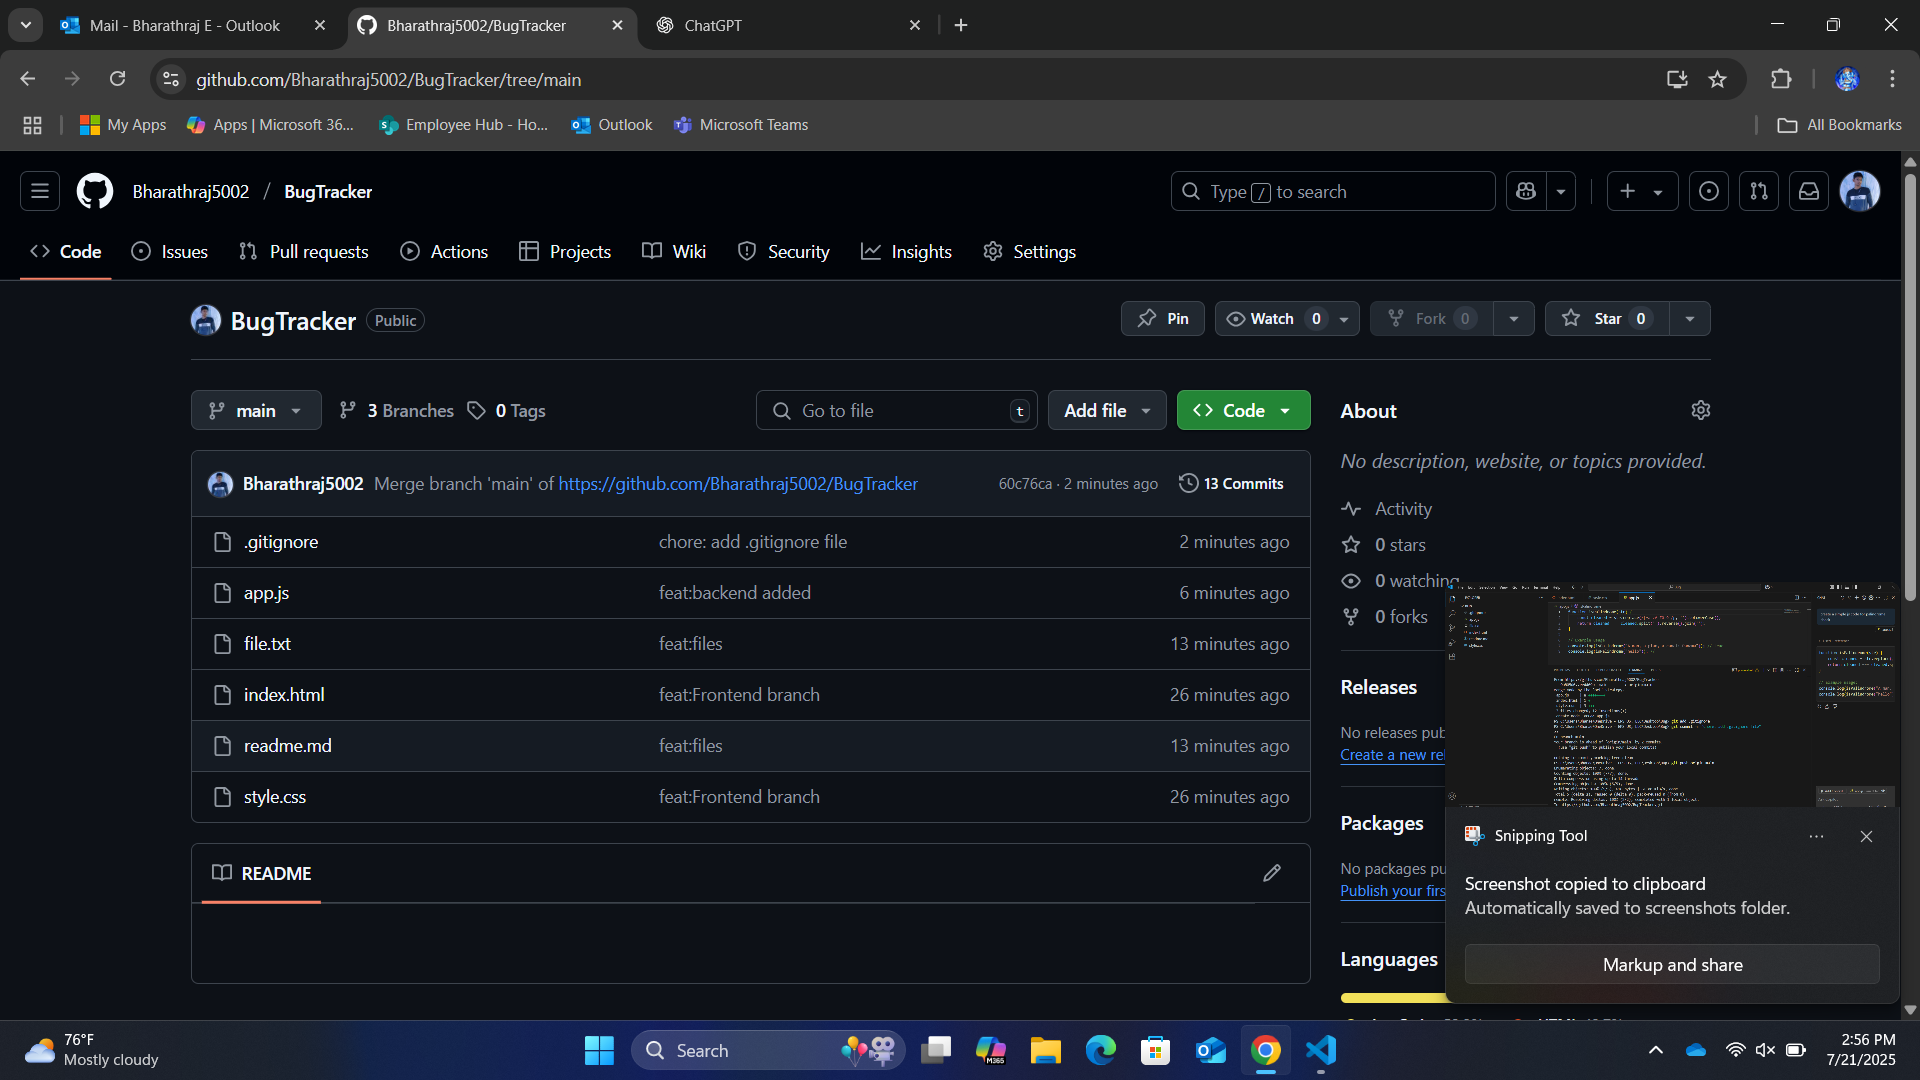 Mail - Bharathraj E - Outlook
Bharathraj5002/BugTracker
ChatGPT
github.com/Bharathraj5002/BugTracker/tree/main
My Apps
Apps | Microsoft 36...
Employee Hub - Ho...
Outlook
Microsoft Teams
All Bookmarks
Bharathraj5002 / BugTracker
Type / to search
Code
Issues
Pull requests
Actions
Projects
Wiki
Security
Insights
Settings
BugTracker Public
Pin
Watch 0
Fork 0
Star 0
main
3 Branches
0 Tags
Go to file t
Add file
Code
About
No description, website, or topics provided.
Bharathraj5002 Merge branch 'main' of https://github.com/Bharathraj5002/BugTracker 60c76ca · 2 minutes ago 13 Commits
.gitignore chore: add .gitignore file 2 minutes ago
app.js feat:backend added 6 minutes ago
file.txt feat:files 13 minutes ago
index.html feat:Frontend branch 26 minutes ago
readme.md feat:files 13 minutes ago
style.css feat:Frontend branch 26 minutes ago
README
Activity
0 stars
0 watching
0 forks
Releases
No releases pub
Create a new rel
Packages
No packages pu
Publish your firs
Languages
Snipping Tool
Screenshot copied to clipboard
Automatically saved to screenshots folder.
Markup and share
76°F
Mostly cloudy
Search
M365
2:56 PM
7/21/2025